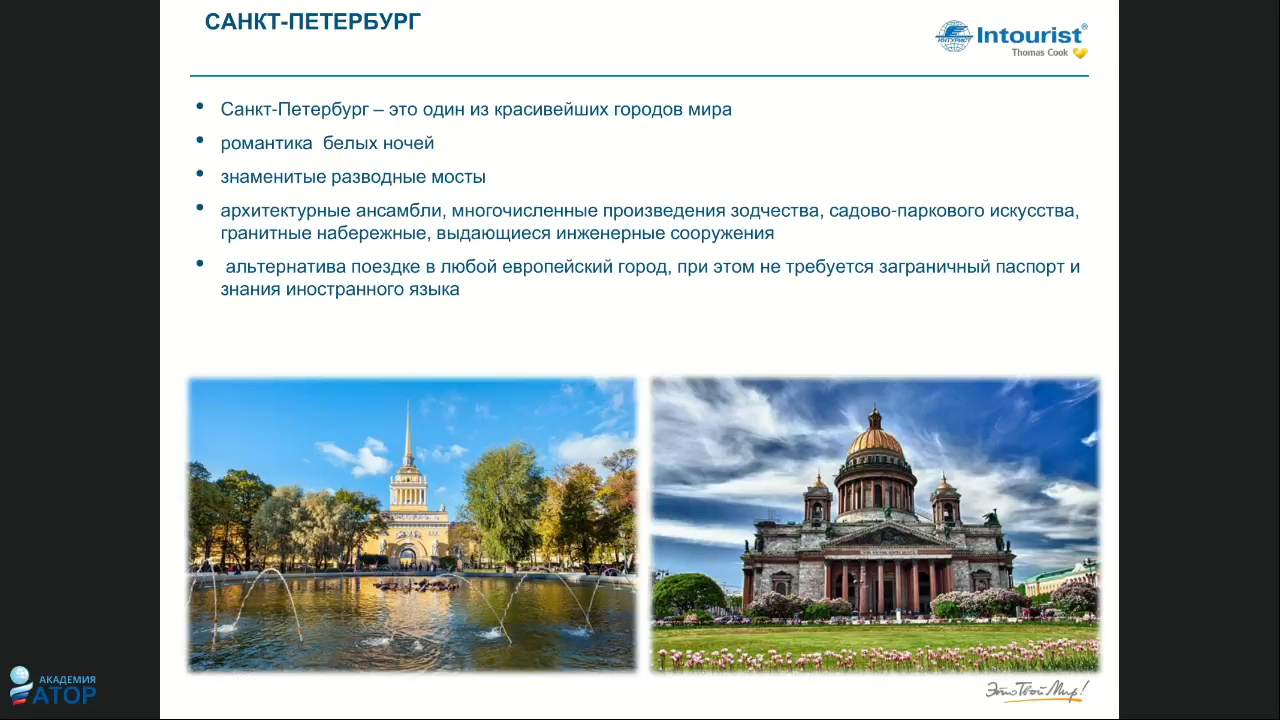 САНКТ-ПЕТЕРБУРГ
Intourist®
ИНТУРИСТ
Thomas Cook
• Санкт-Петербург – это один из красивейших городов мира
• романтика белых ночей
• знаменитые разводные мосты
• архитектурные ансамбли, многочисленные произведения зодчества, садово-паркового искусства,
гранитные набережные, выдающиеся инженерные сооружения
• альтернатива поездке в любой европейский город, при этом не требуется заграничный паспорт и
знания иностранного языка
АКАДЕМИЯ
АТОР
Это Твой Мир!